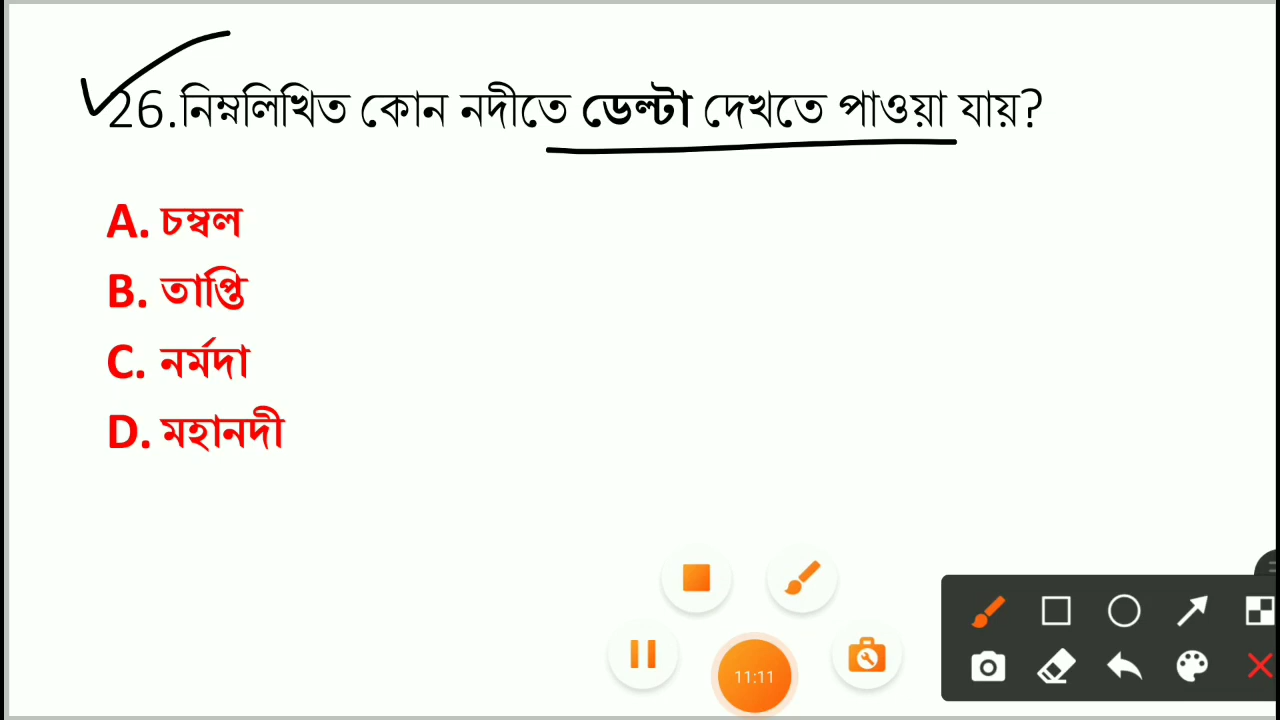 26.নিম্নলিখিত কোন নদীতে ডেল্টা দেখতে পাওয়া যায়?
A. চম্বল
B. তাপ্তি
C. নর্মদা
D. মহানদী
11:11